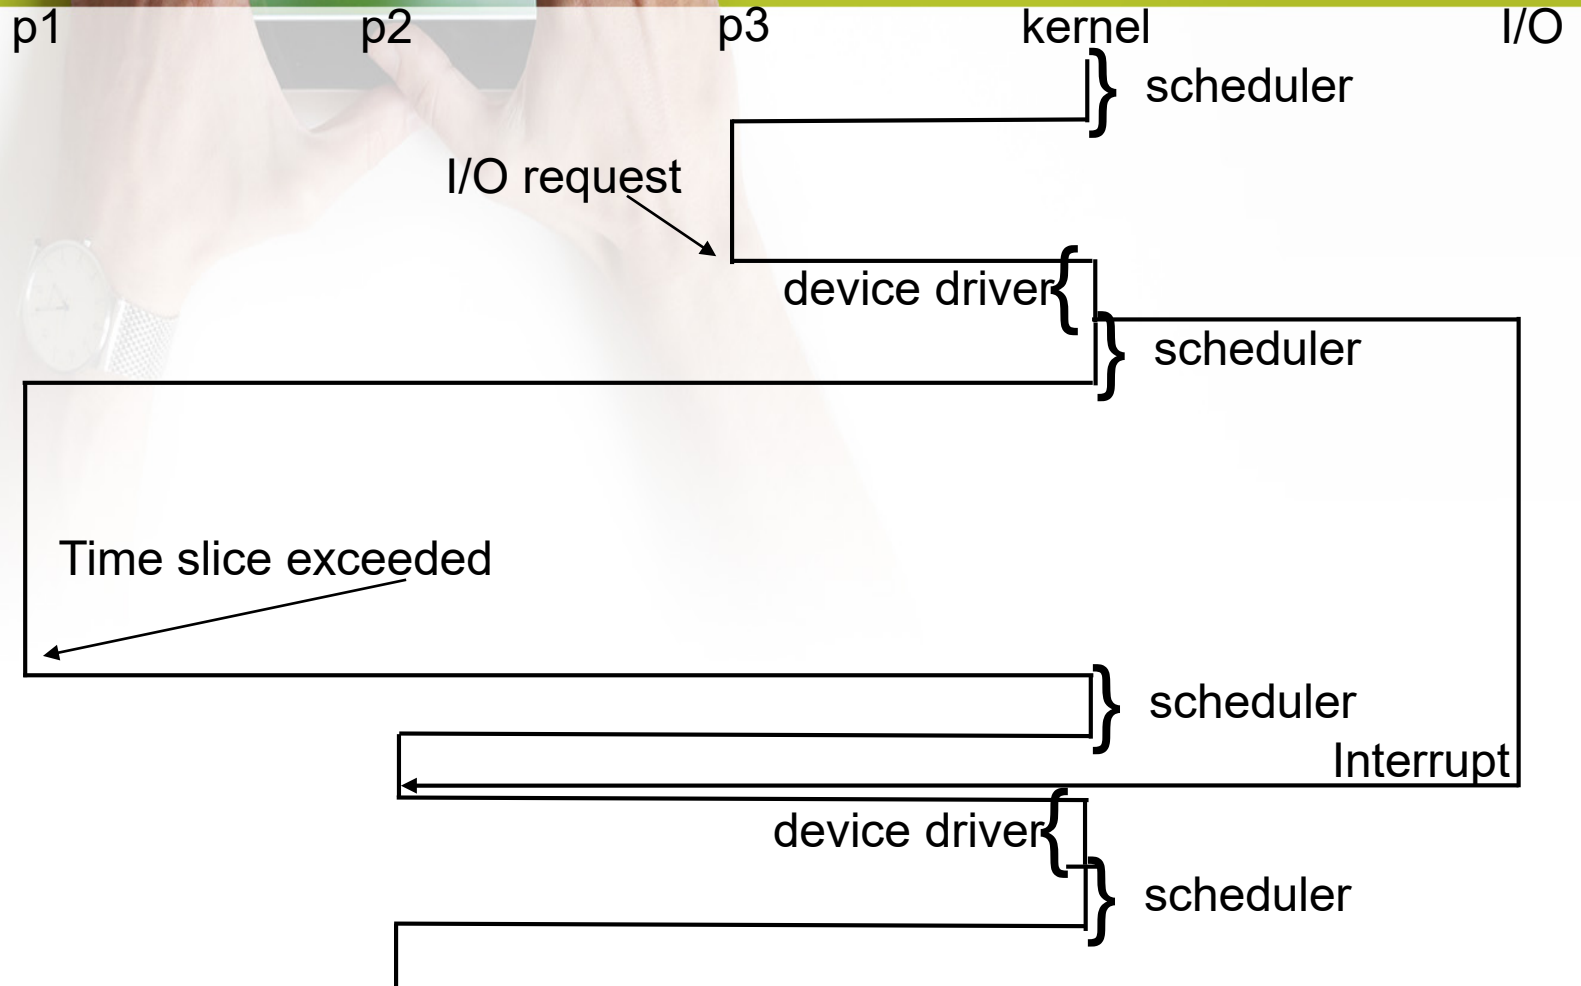 p1 p2 p3 kernel I/O
scheduler
I/O request
device driver
scheduler
Time slice exceeded
scheduler
Interrupt
device driver
scheduler